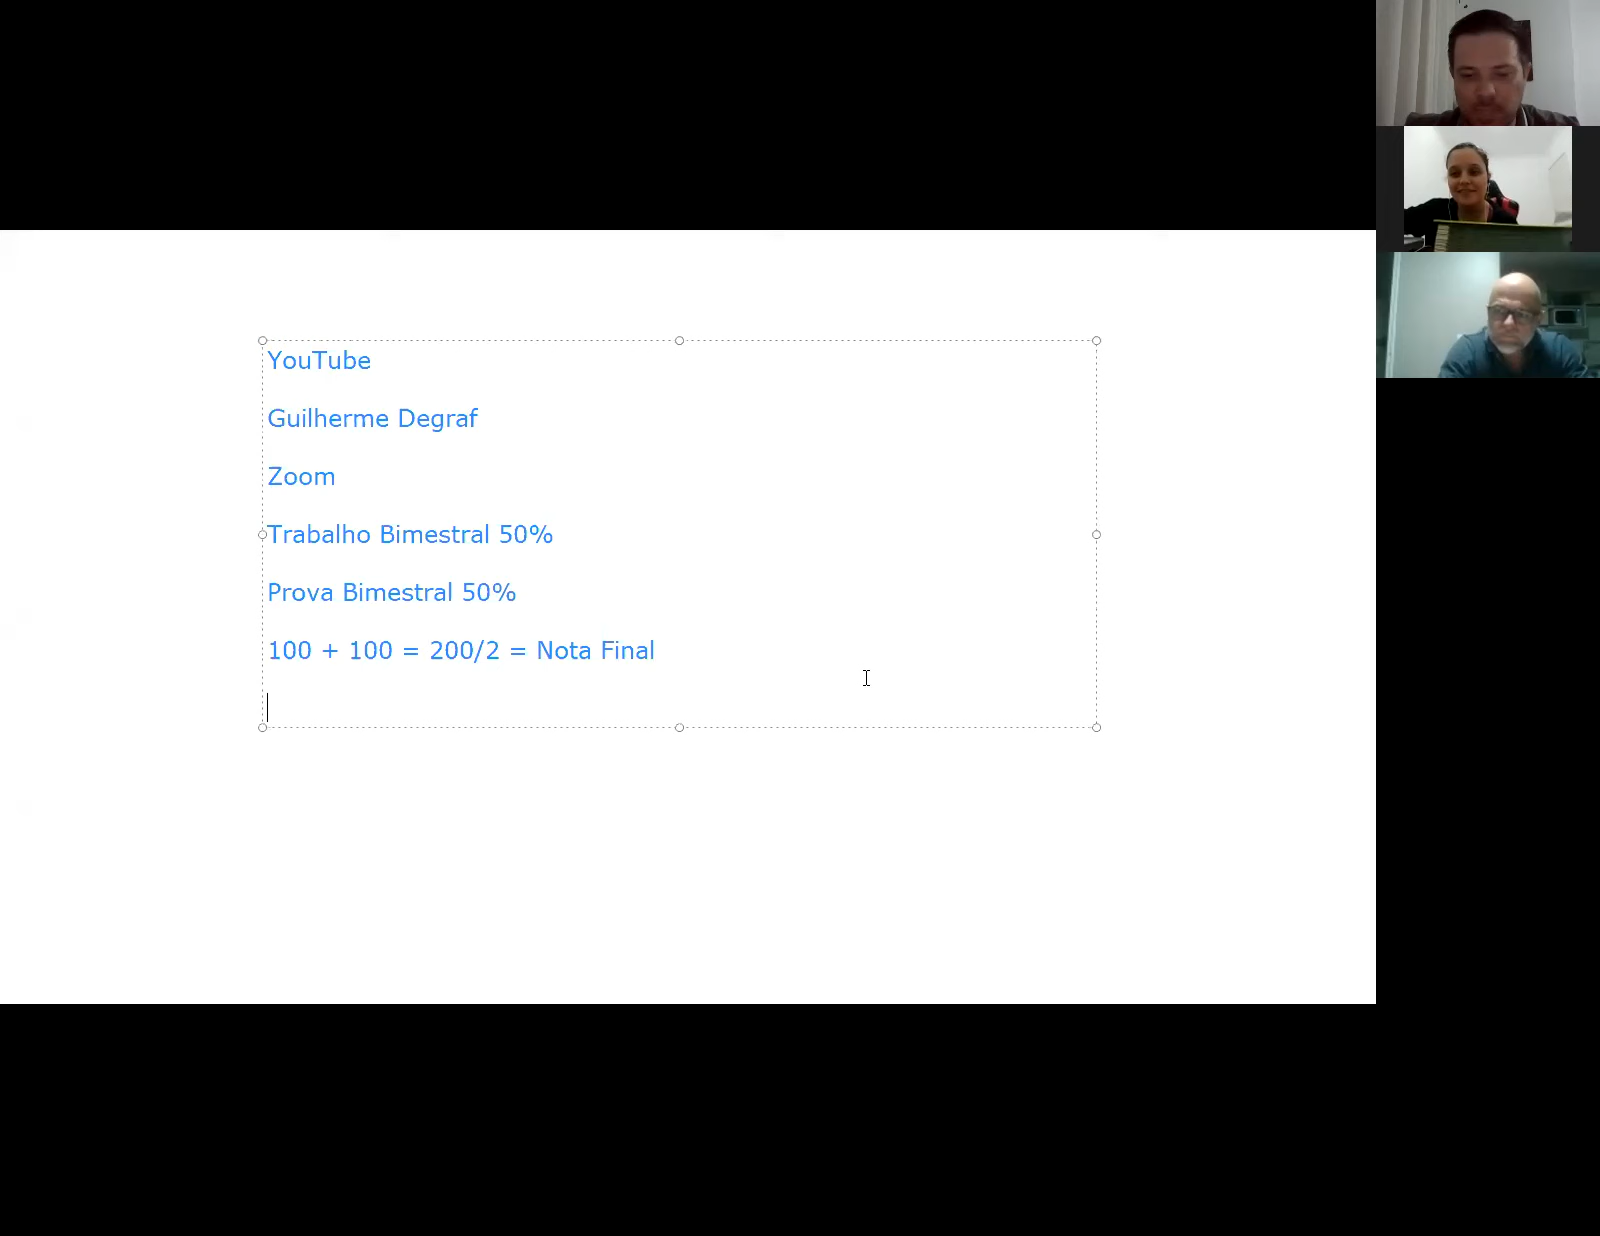 YouTube
Guilherme Degraf
Zoom
Trabalho Bimestral 50%
Prova Bimestral 50%
100 + 100 = 200/2 = Nota Final